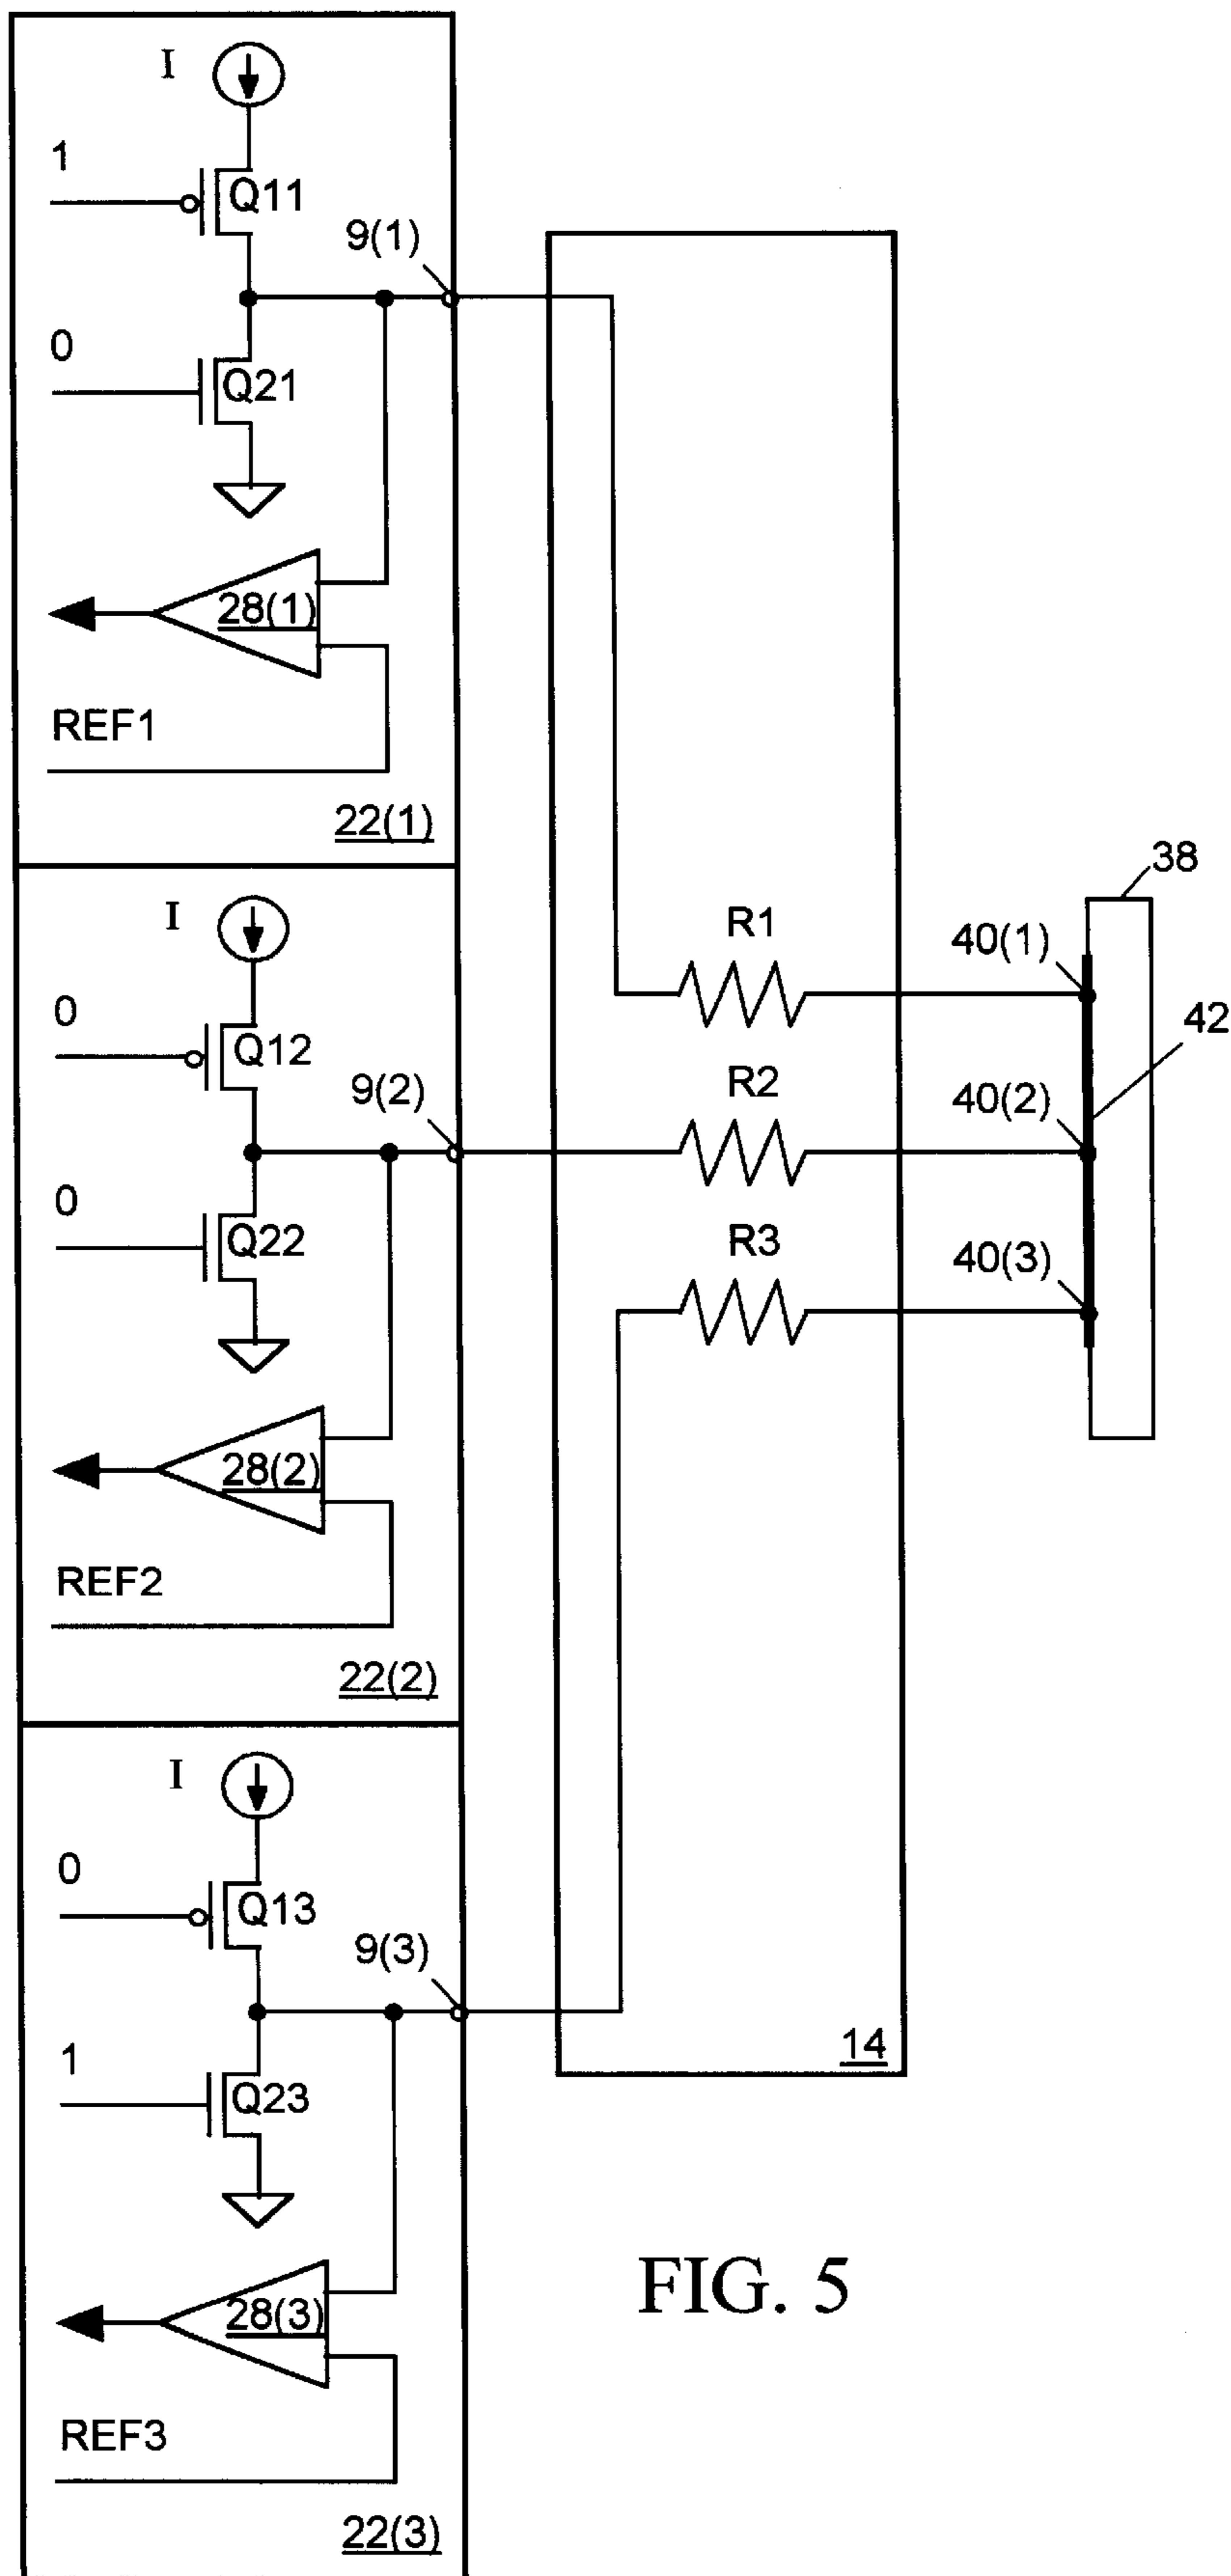 I
1
Q11
9(1)
0
Q21
28(1)
REF1
22(1)
I
0
Q12
9(2)
0
Q22
28(2)
REF2
22(2)
I
0
Q13
9(3)
1
Q23
28(3)
REF3
22(3)
R1
R2
R3
14
38
40(1)
42
40(2)
40(3)
FIG. 5